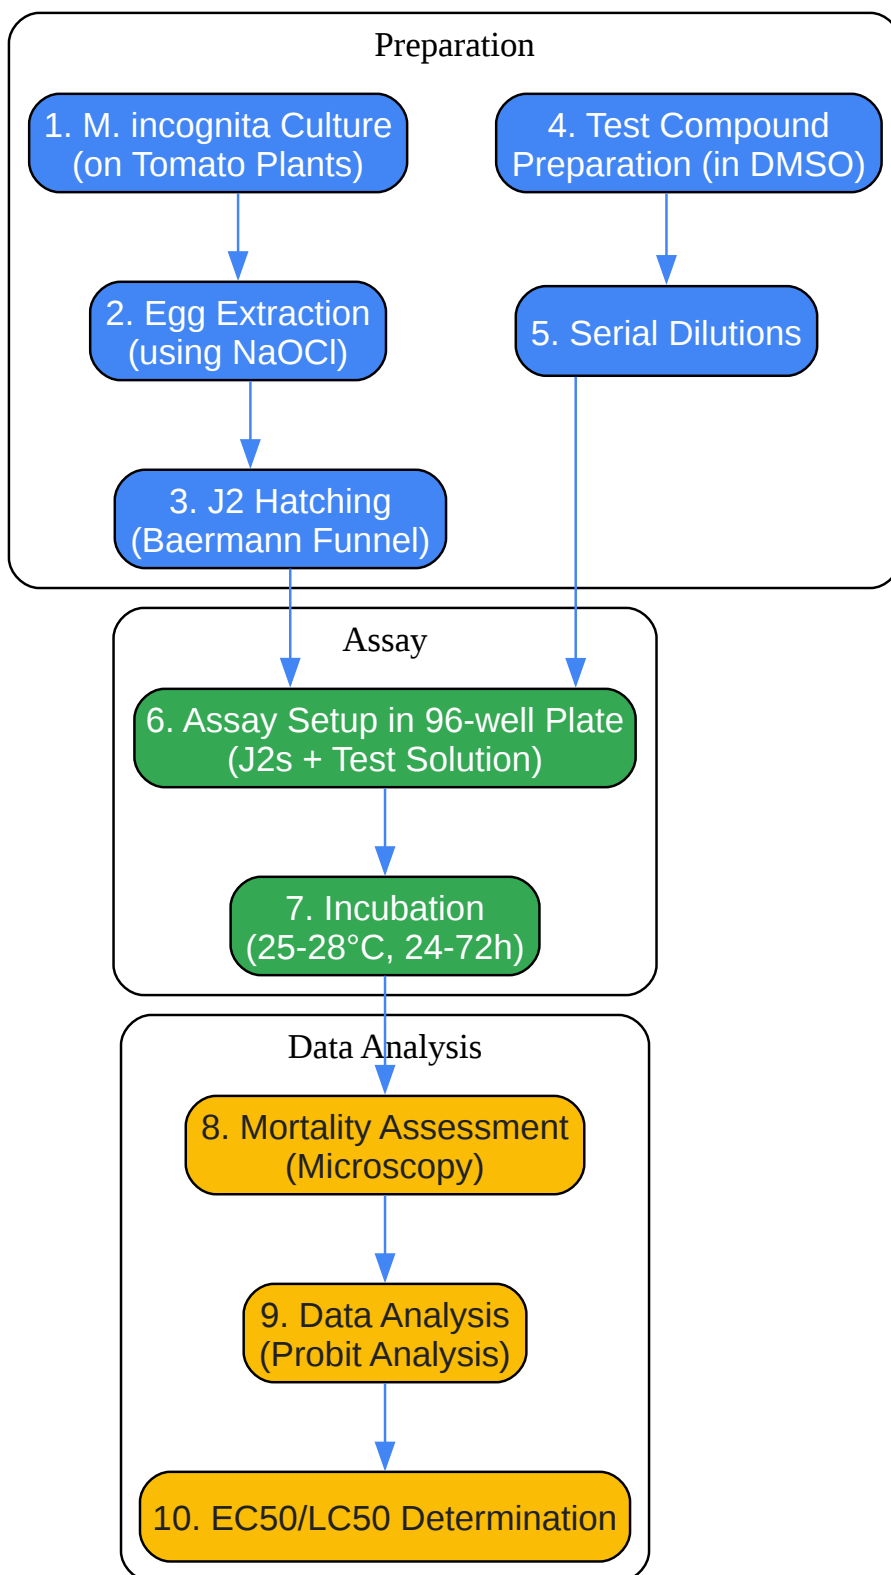 Preparation
1. M. incognita Culture
(on Tomato Plants)
2. Egg Extraction
(using NaOCl)
3. J2 Hatching
(Baermann Funnel)
4. Test Compound
Preparation (in DMSO)
5. Serial Dilutions
Assay
6. Assay Setup in 96-well Plate
(J2s + Test Solution)
7. Incubation
(25-28°C, 24-72h)
Data Analysis
8. Mortality Assessment
(Microscopy)
9. Data Analysis
(Probit Analysis)
10. EC50/LC50 Determination